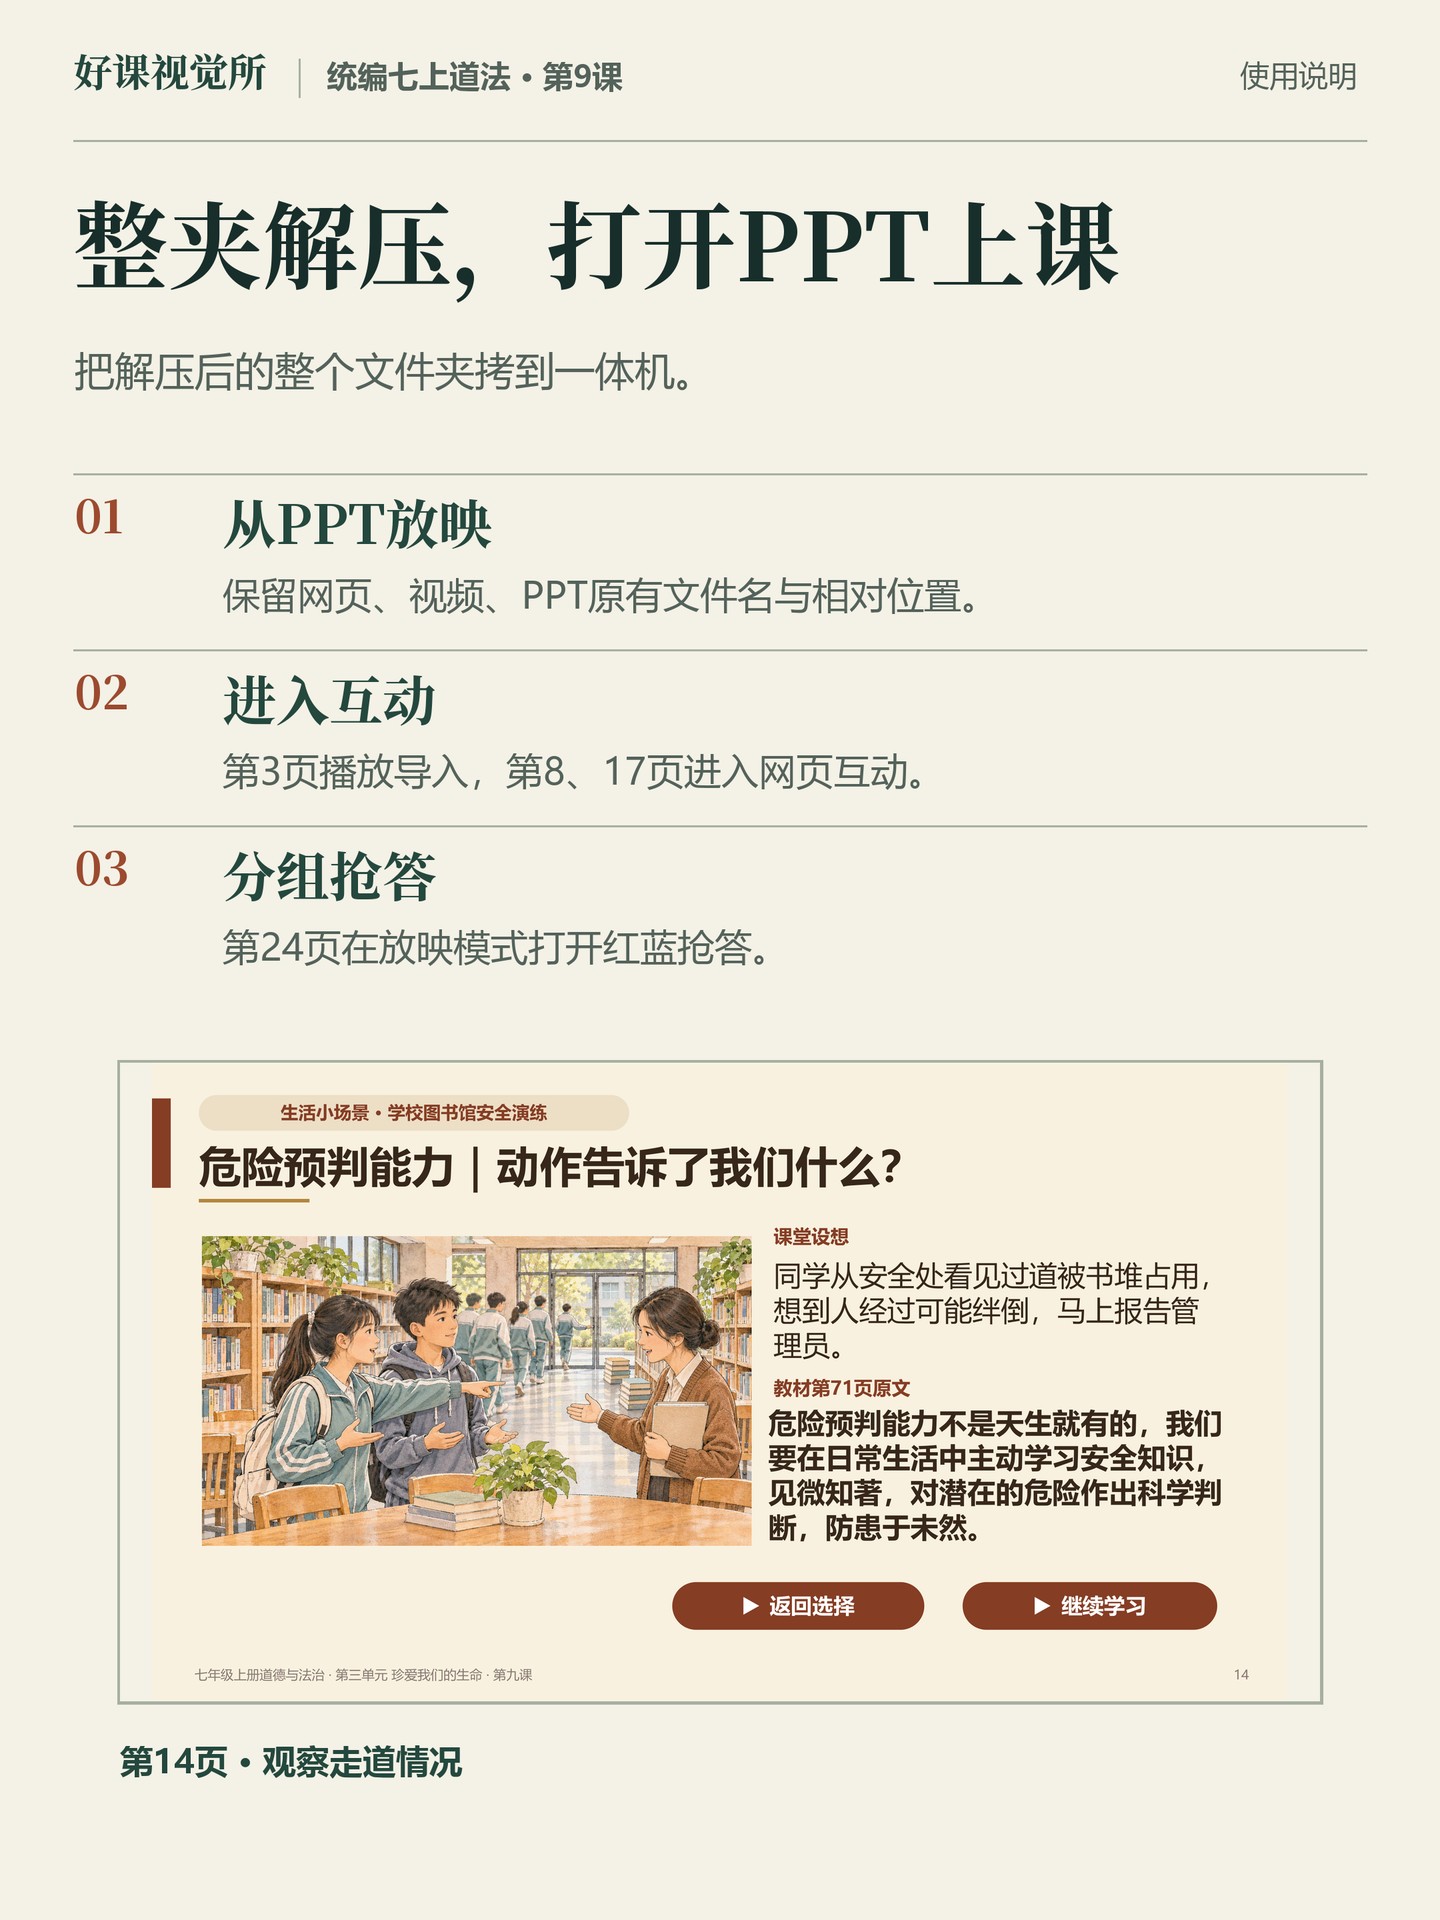 好课视觉所
统编七上道法·第9课
使用说明
整夹解压，打开PPT上课
把解压后的整个文件夹拷到一体机。
01
从PPT放映
保留网页、视频、PPT原有文件名与相对位置。
02
进入互动
第3页播放导入，第8、17页进入网页互动。
03
分组抢答
第24页在放映模式打开红蓝抢答。
生活小场景·学校图书馆安全演练
危险预判能力｜动作告诉了我们什么？
课堂设想
同学从安全处看见过道被书堆占用，
想到人经过可能绊倒，马上报告管
理员。
教材第71页原文
危险预判能力不是天生就有的，我们
要在日常生活中主动学习安全知识，
见微知著，对潜在的危险作出科学判
断，防患于未然。
▶ 返回选择
▶ 继续学习
七年级上册道德与法治·第三单元 珍爱我们的生命·第九课
14
第14页·观察走道情况